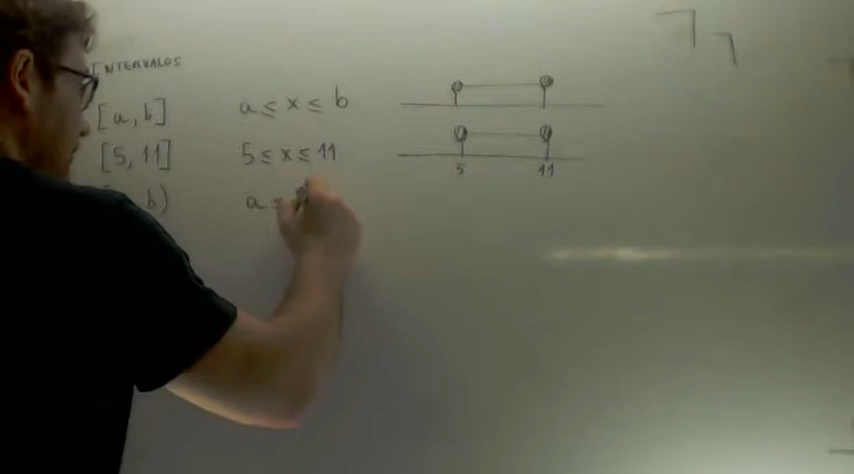 INTERVALOS
[a, b] a ≤ x ≤ b
[5, 11] 5 ≤ x ≤ 11
5 11
b) a